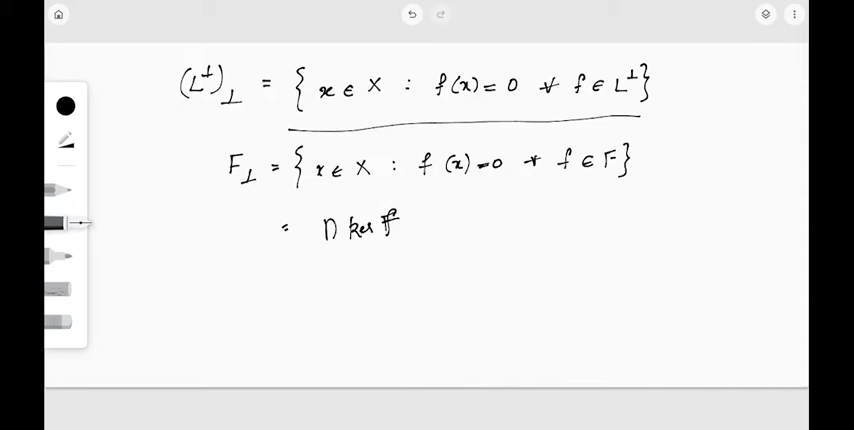 (L^⊥)_⊥ = { x ∈ X : f(x) = 0 ∀ f ∈ L^⊥ }
F_⊥ = { x ∈ X : f(x) = 0 ∀ f ∈ F }
= ∩ ker f